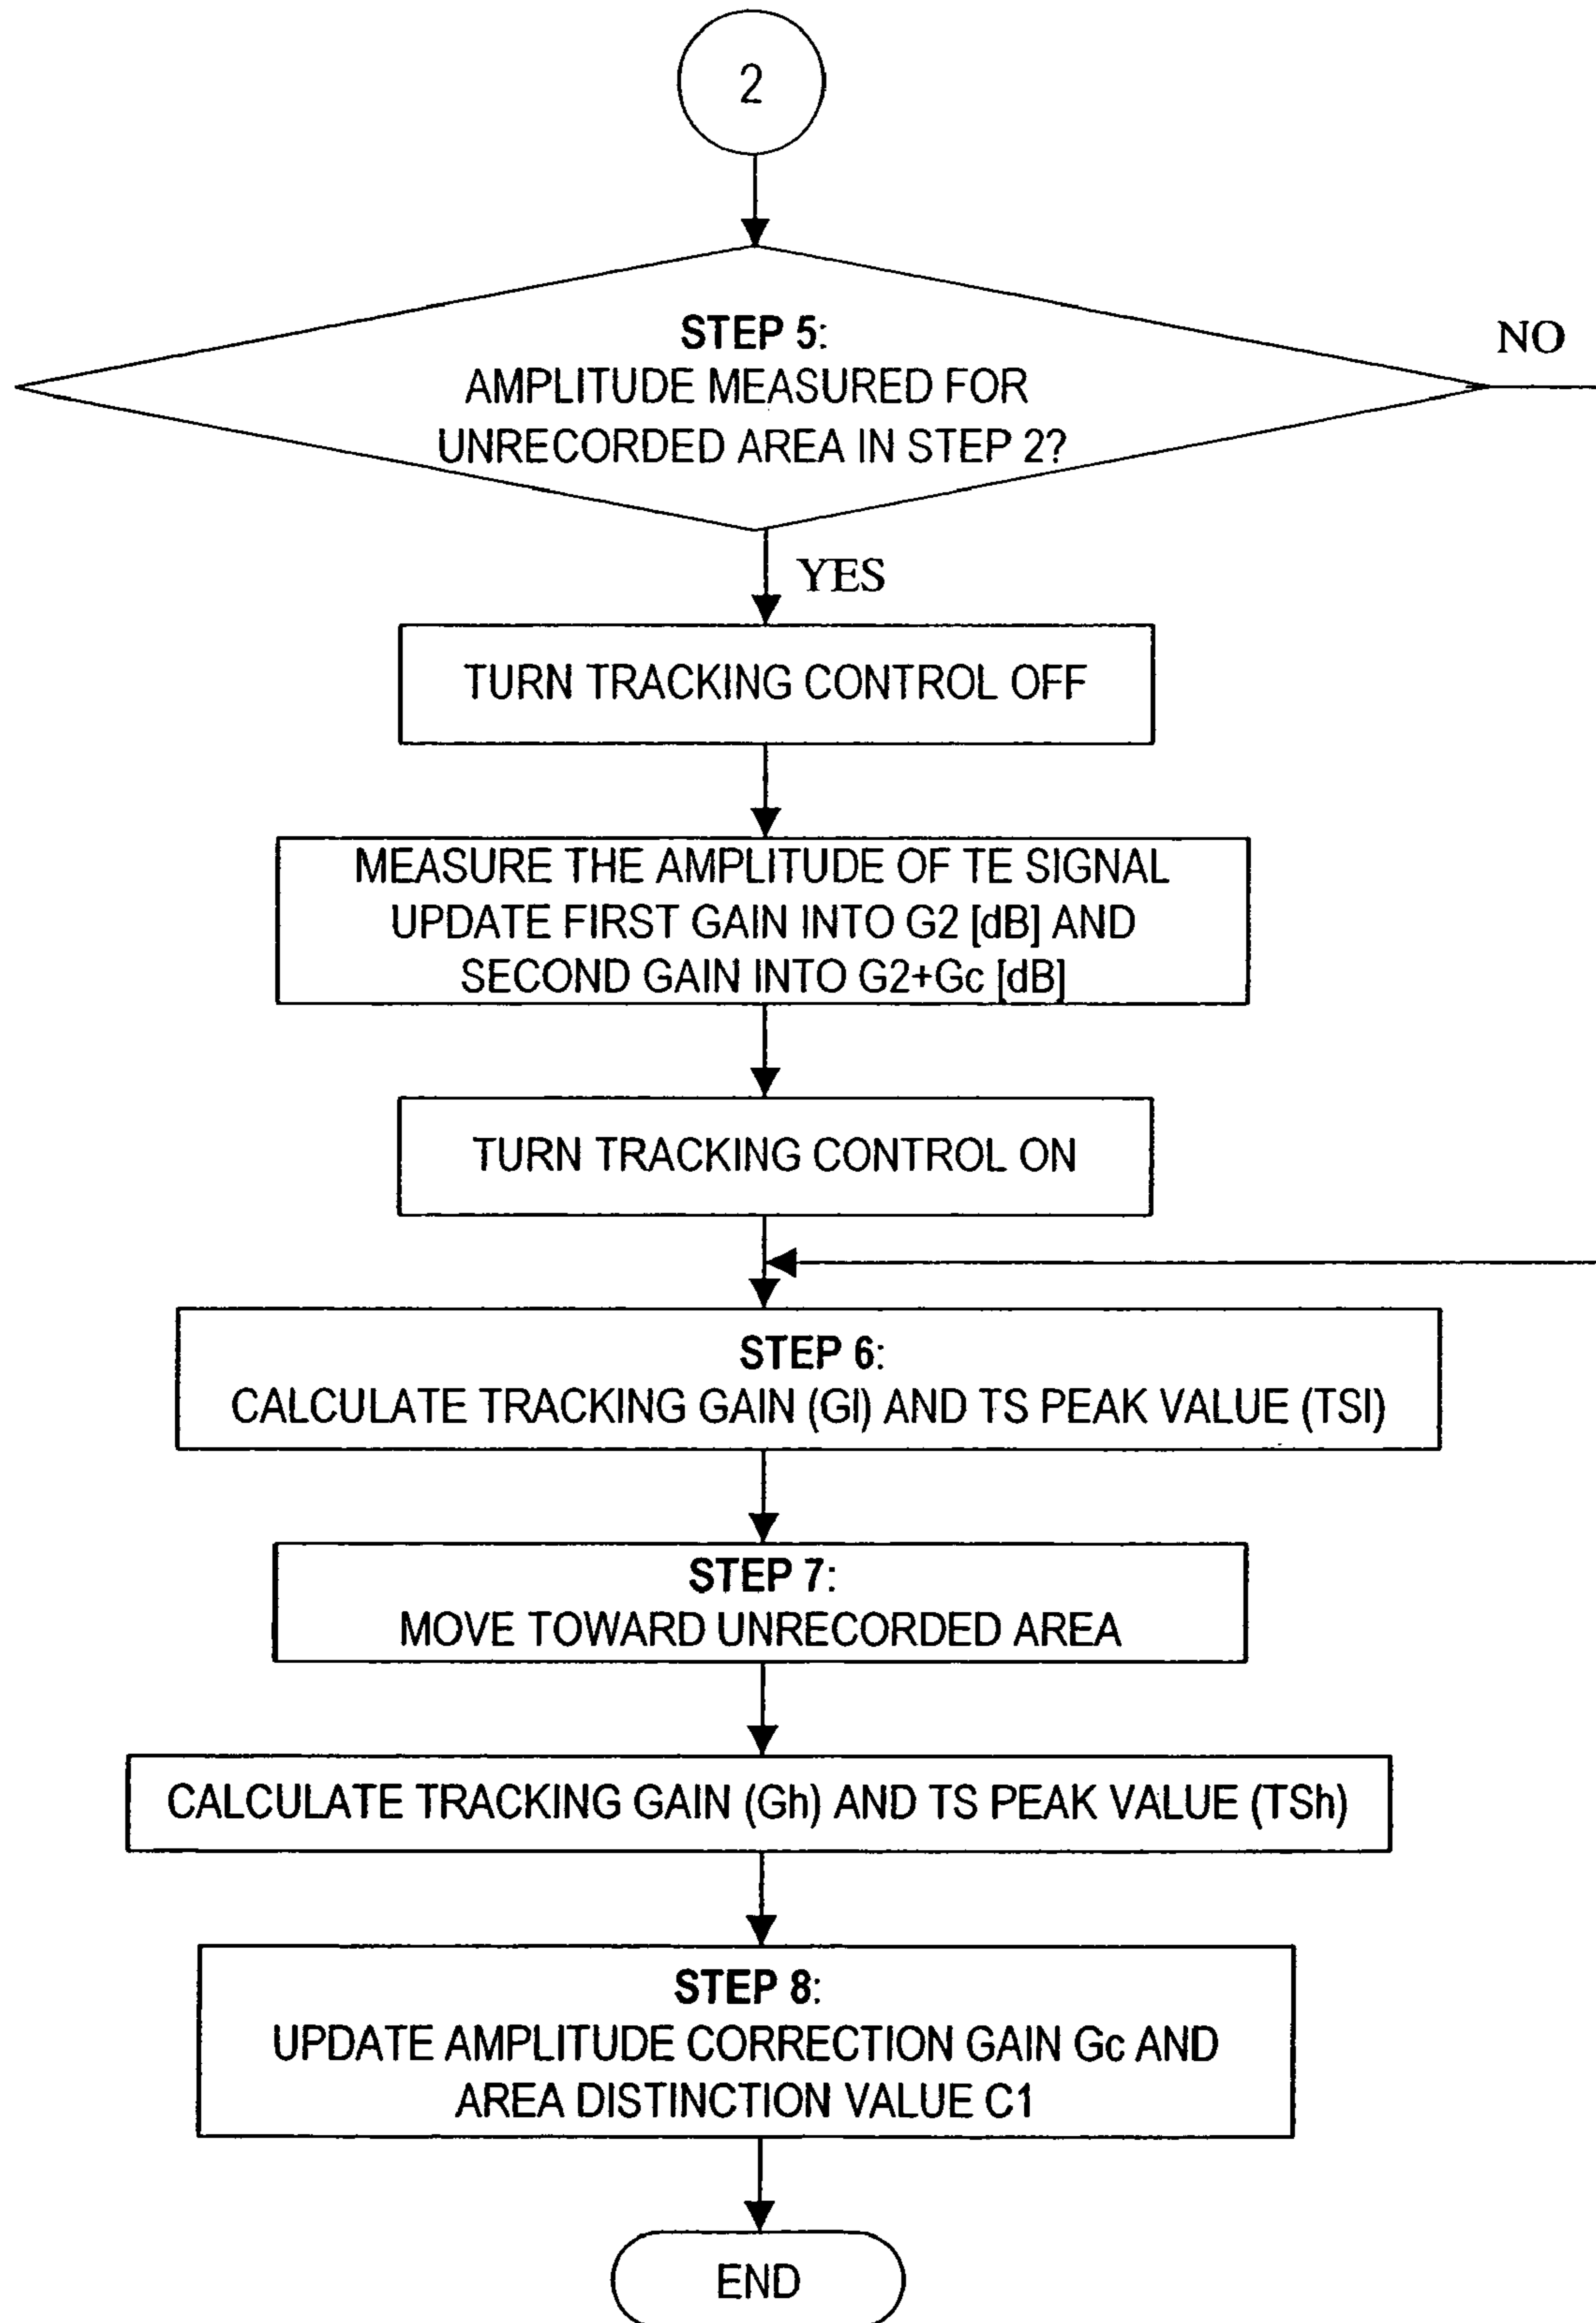 2
STEP 5:
AMPLITUDE MEASURED FOR
UNRECORDED AREA IN STEP 2?
NO
YES
TURN TRACKING CONTROL OFF
MEASURE THE AMPLITUDE OF TE SIGNAL
UPDATE FIRST GAIN INTO G2 [dB] AND
SECOND GAIN INTO G2+Gc [dB]
TURN TRACKING CONTROL ON
STEP 6:
CALCULATE TRACKING GAIN (Gl) AND TS PEAK VALUE (TSl)
STEP 7:
MOVE TOWARD UNRECORDED AREA
CALCULATE TRACKING GAIN (Gh) AND TS PEAK VALUE (TSh)
STEP 8:
UPDATE AMPLITUDE CORRECTION GAIN Gc AND
AREA DISTINCTION VALUE C1
END